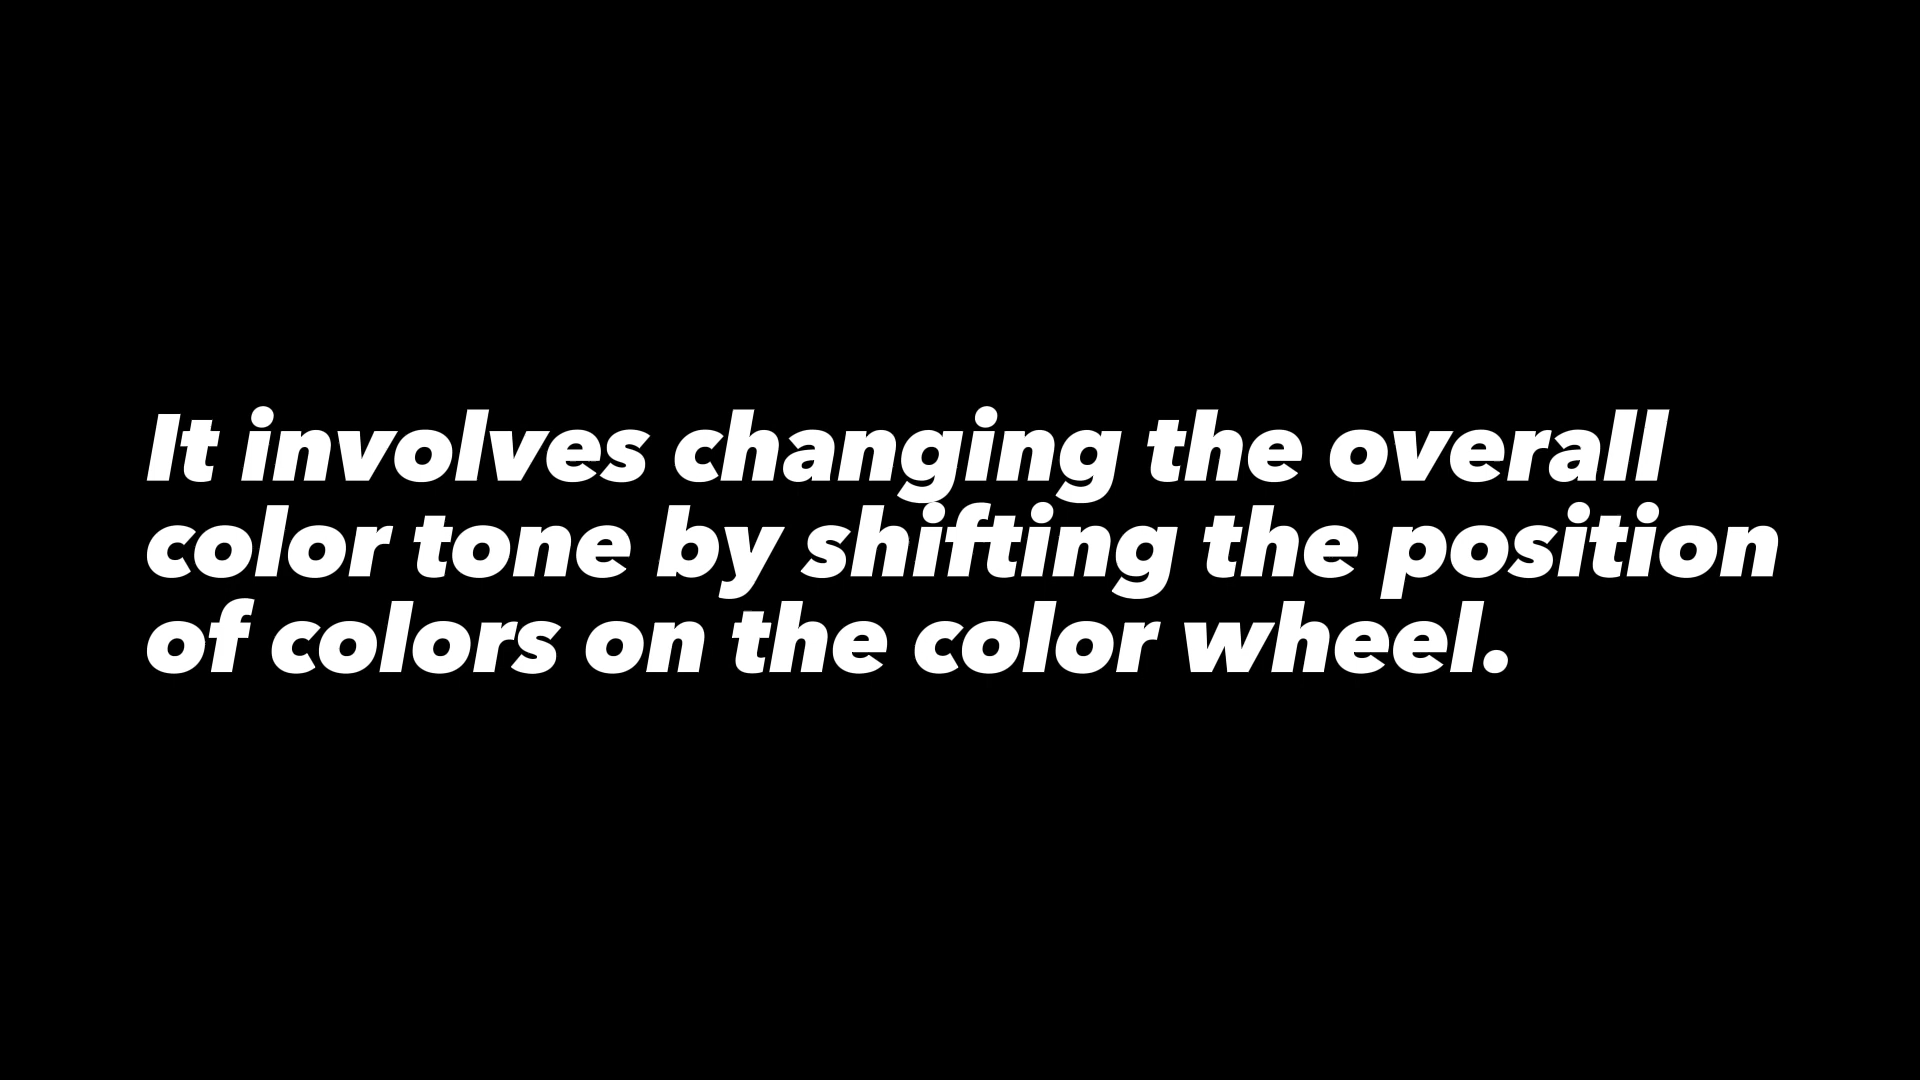 It involves changing the overall
color tone by shifting the position
of colors on the color wheel.